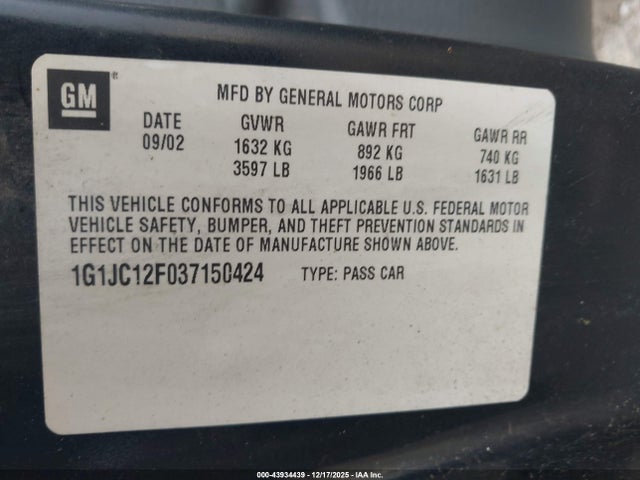 GM®
MFD BY GENERAL MOTORS CORP
DATE GVWR GAWR FRT GAWR RR
09/02 1632 KG 892 KG 740 KG
3597 LB 1966 LB 1631 LB
THIS VEHICLE CONFORMS TO ALL APPLICABLE U.S. FEDERAL MOTOR
VEHICLE SAFETY, BUMPER, AND THEFT PREVENTION STANDARDS IN
EFFECT ON THE DATE OF MANUFACTURE SHOWN ABOVE.
1G1JC12F037150424 TYPE: PASS CAR
000-43934439 - 12/17/2025 - IAA Inc.